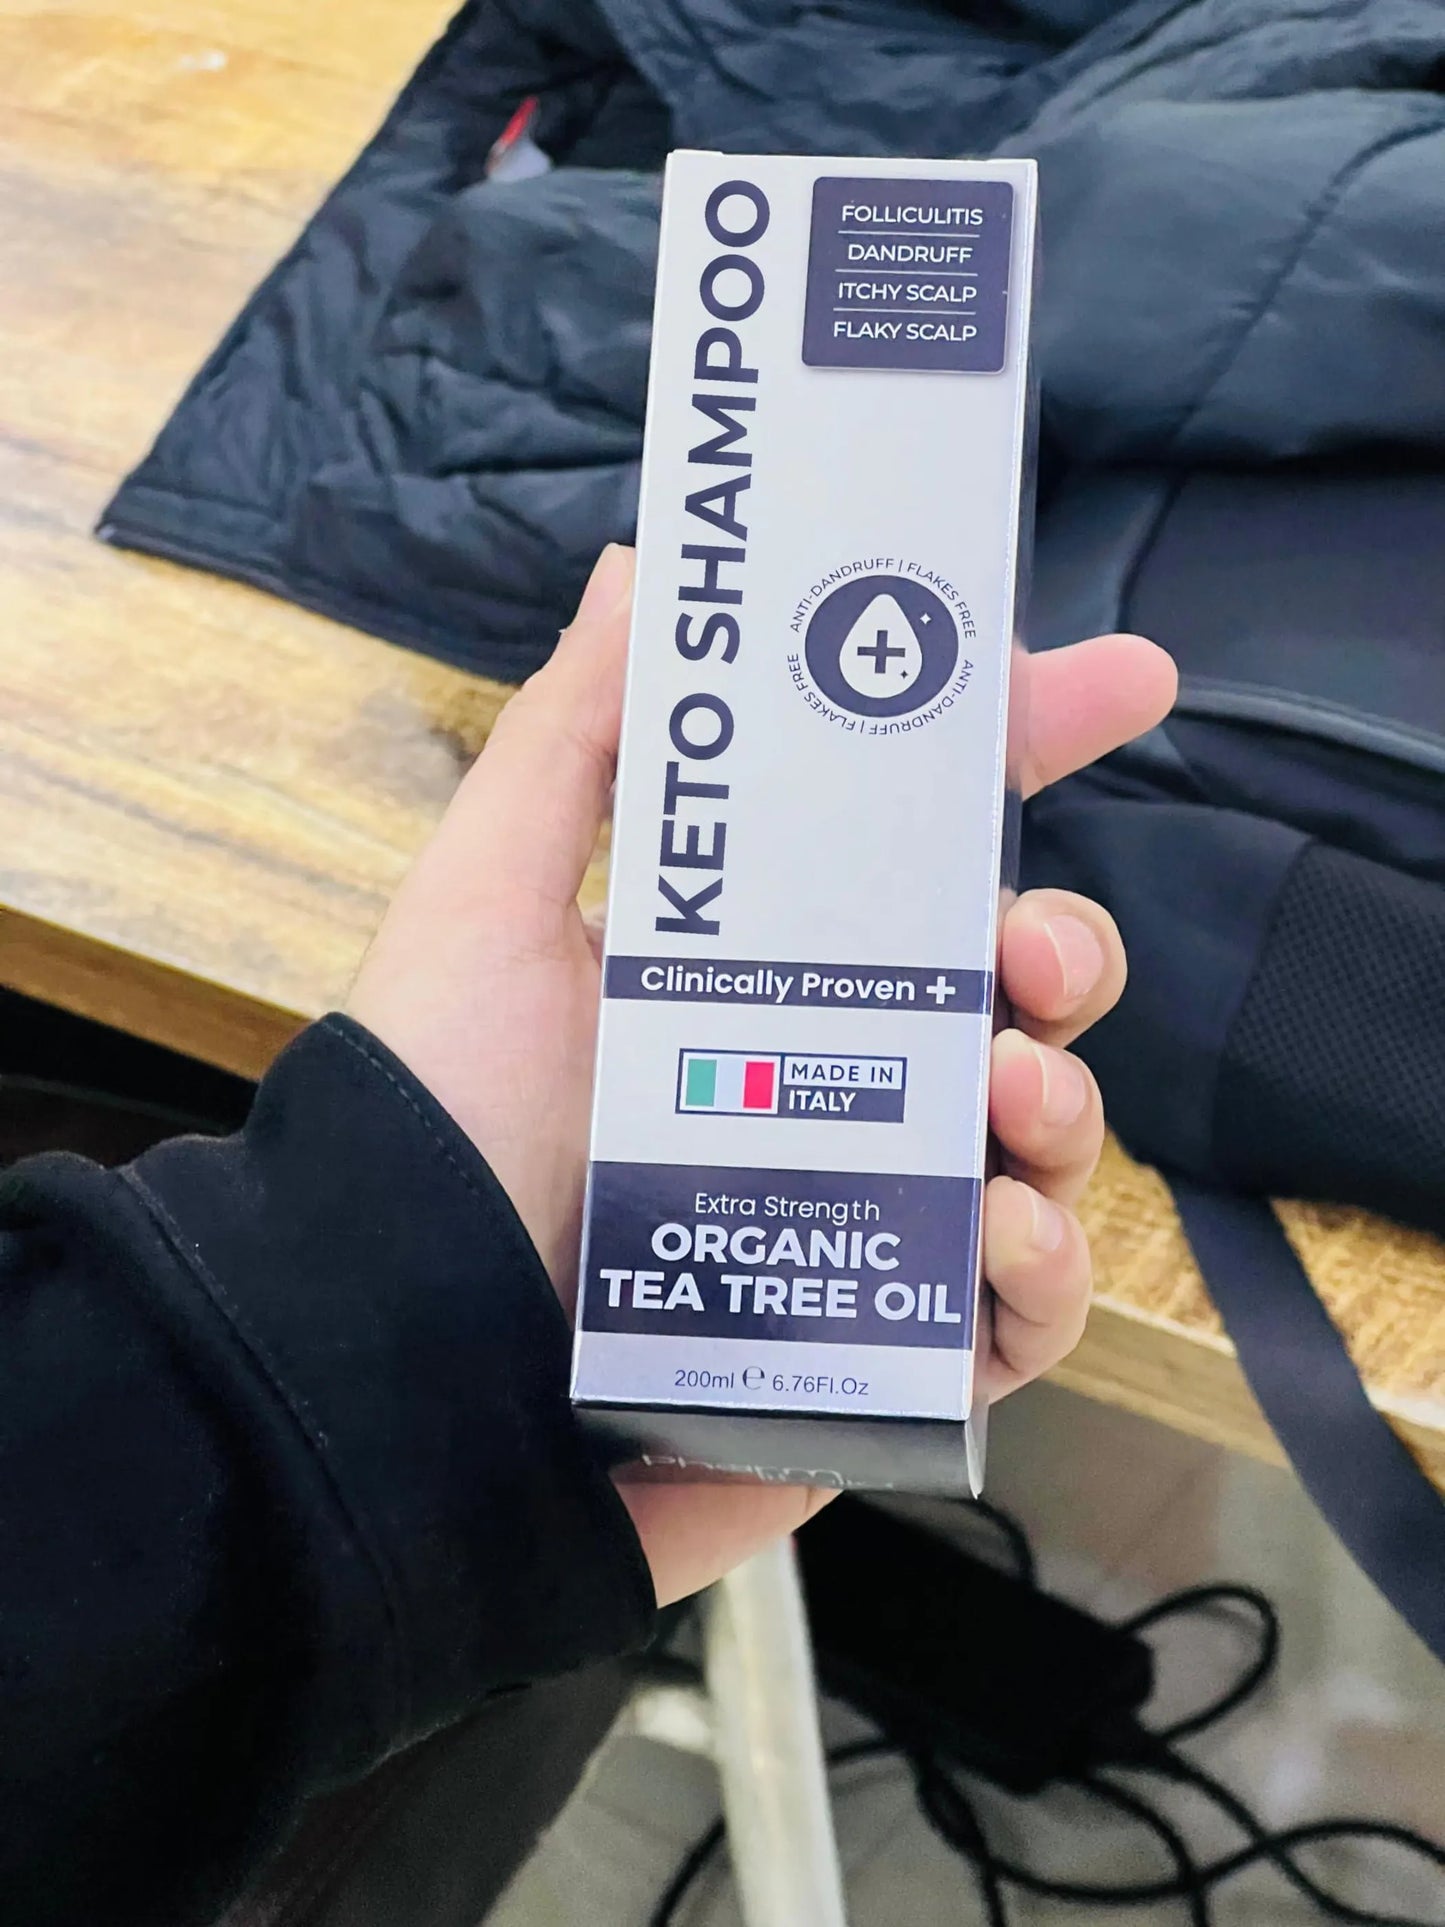 KETO SHAMPOO
FOLLICULITIS
DANDRUFF
ITCHY SCALP
FLAKY SCALP
ANTI-DANDRUFF | FLAKES FREE
ANTI-DANDRUFF | FLAKES FREE
Clinically Proven +
MADE IN
ITALY
Extra Strength
ORGANIC
TEA TREE OIL
200ml ℮ 6.76Fl.Oz